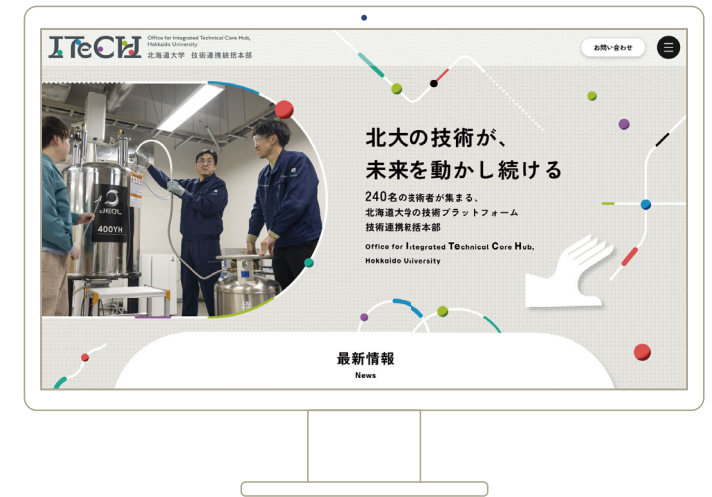 ITeCH
Office for Integrated Technical Core Hub,
Hokkaido University
北海道大学 技術連携統括本部
お問い合わせ
北大の技術が、
未来を動かし続ける
240名の技術者が集まる、
北海道大学の技術プラットフォーム
技術連携統括本部
Office for Integrated TEchnical Core Hub,
Hokkaido University
JEOL
400YH
最新情報
News